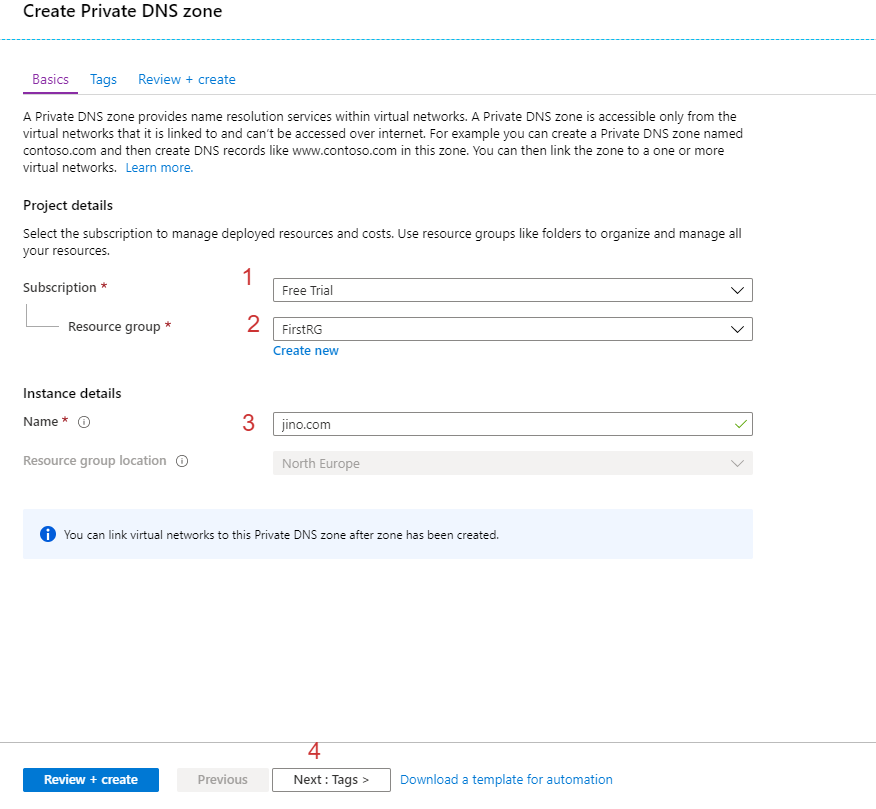 Create Private DNS zone
Basics Tags Review + create
A Private DNS zone provides name resolution services within virtual networks. A Private DNS zone is accessible only from the
virtual networks that it is linked to and can't be accessed over internet. For example you can create a Private DNS zone named
contoso.com and then create DNS records like www.contoso.com in this zone. You can then link the zone to a one or more
virtual networks. Learn more.
Project details
Select the subscription to manage deployed resources and costs. Use resource groups like folders to organize and manage all
your resources.
Subscription * 1 Free Trial
Resource group * 2 FirstRG
Create new
Instance details
Name * 3 jino.com
Resource group location North Europe
You can link virtual networks to this Private DNS zone after zone has been created.
4
Review + create Previous Next : Tags > Download a template for automation